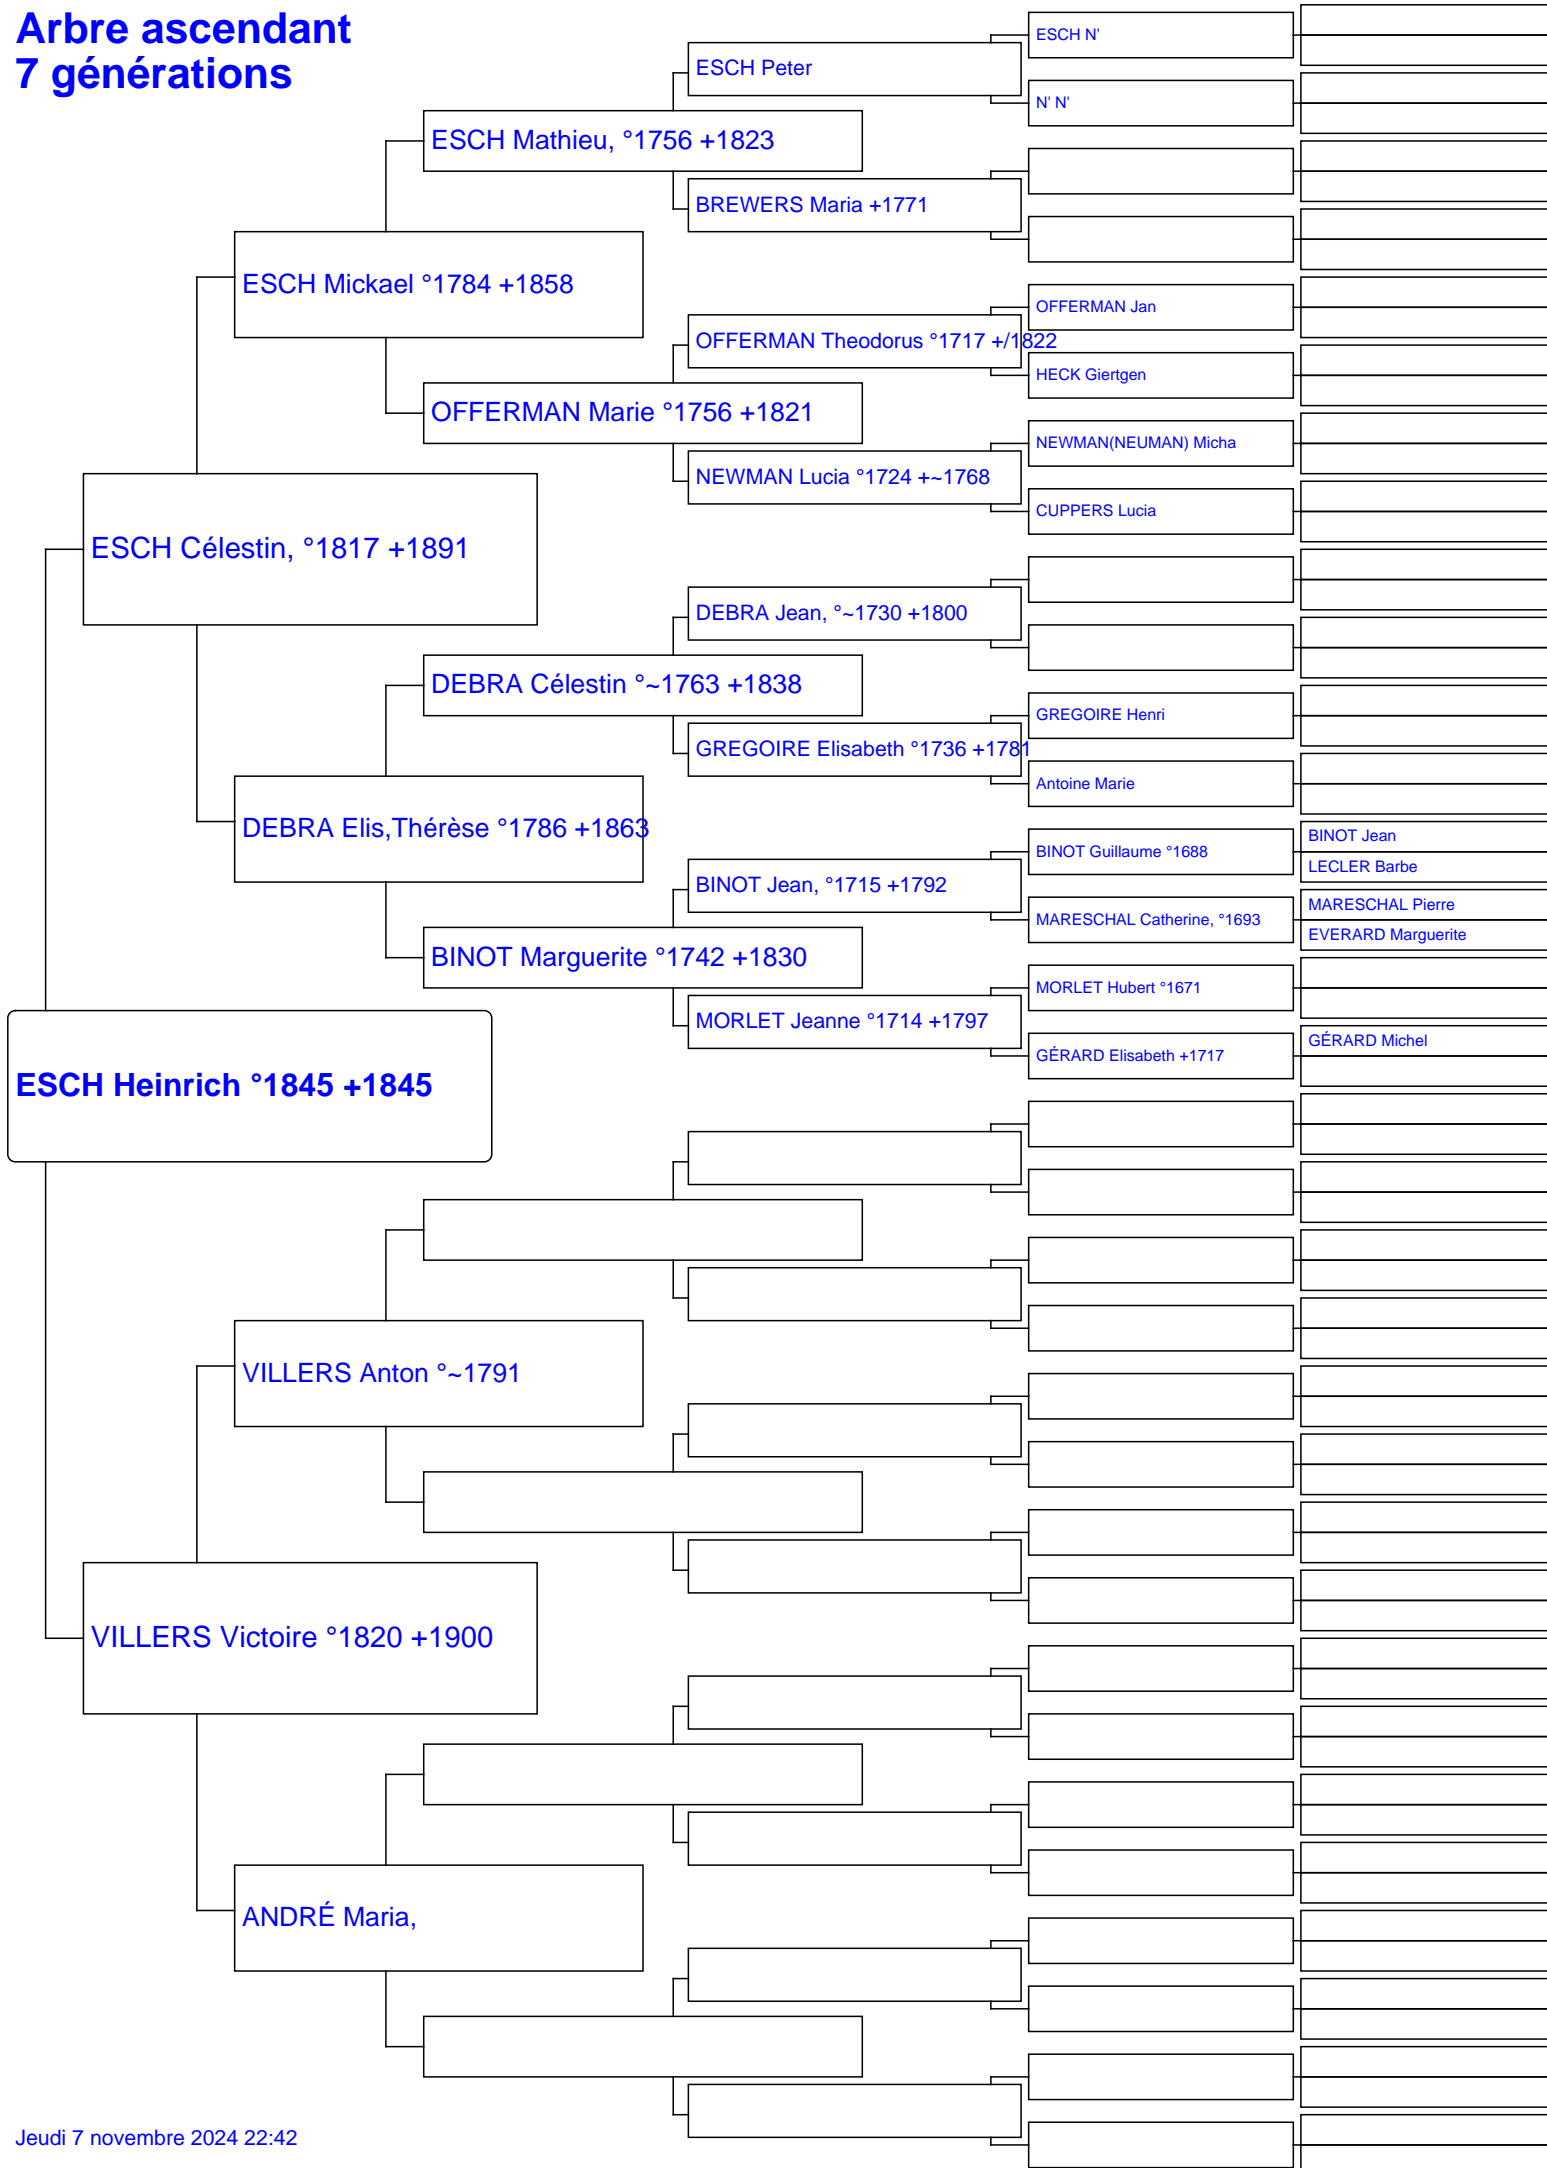 Arbre ascendant
7 générations
ESCH Heinrich °1845 +1845
ESCH Célestin, °1817 +1891
VILLERS Victoire °1820 +1900
ESCH Mickael °1784 +1858
DEBRA Elis,Thérèse °1786 +1863
VILLERS Anton °~1791
ANDRÉ Maria,
ESCH Mathieu, °1756 +1823
OFFERMAN Marie °1756 +1821
DEBRA Célestin °~1763 +1838
BINOT Marguerite °1742 +1830
ESCH Peter
BREWERS Maria +1771
OFFERMAN Theodorus °1717 +/1822
NEWMAN Lucia °1724 +~1768
DEBRA Jean, °~1730 +1800
GREGOIRE Elisabeth °1736 +1781
BINOT Jean, °1715 +1792
MORLET Jeanne °1714 +1797
ESCH N'
N' N'
OFFERMAN Jan
HECK Giertgen
NEWMAN(NEUMAN) Micha
CUPPERS Lucia
GREGOIRE Henri
Antoine Marie
BINOT Guillaume °1688
MARESCHAL Catherine, °1693
MORLET Hubert °1671
GÉRARD Elisabeth +1717
BINOT Jean
LECLER Barbe
MARESCHAL Pierre
EVERARD Marguerite
GÉRARD Michel
Jeudi 7 novembre 2024 22:42